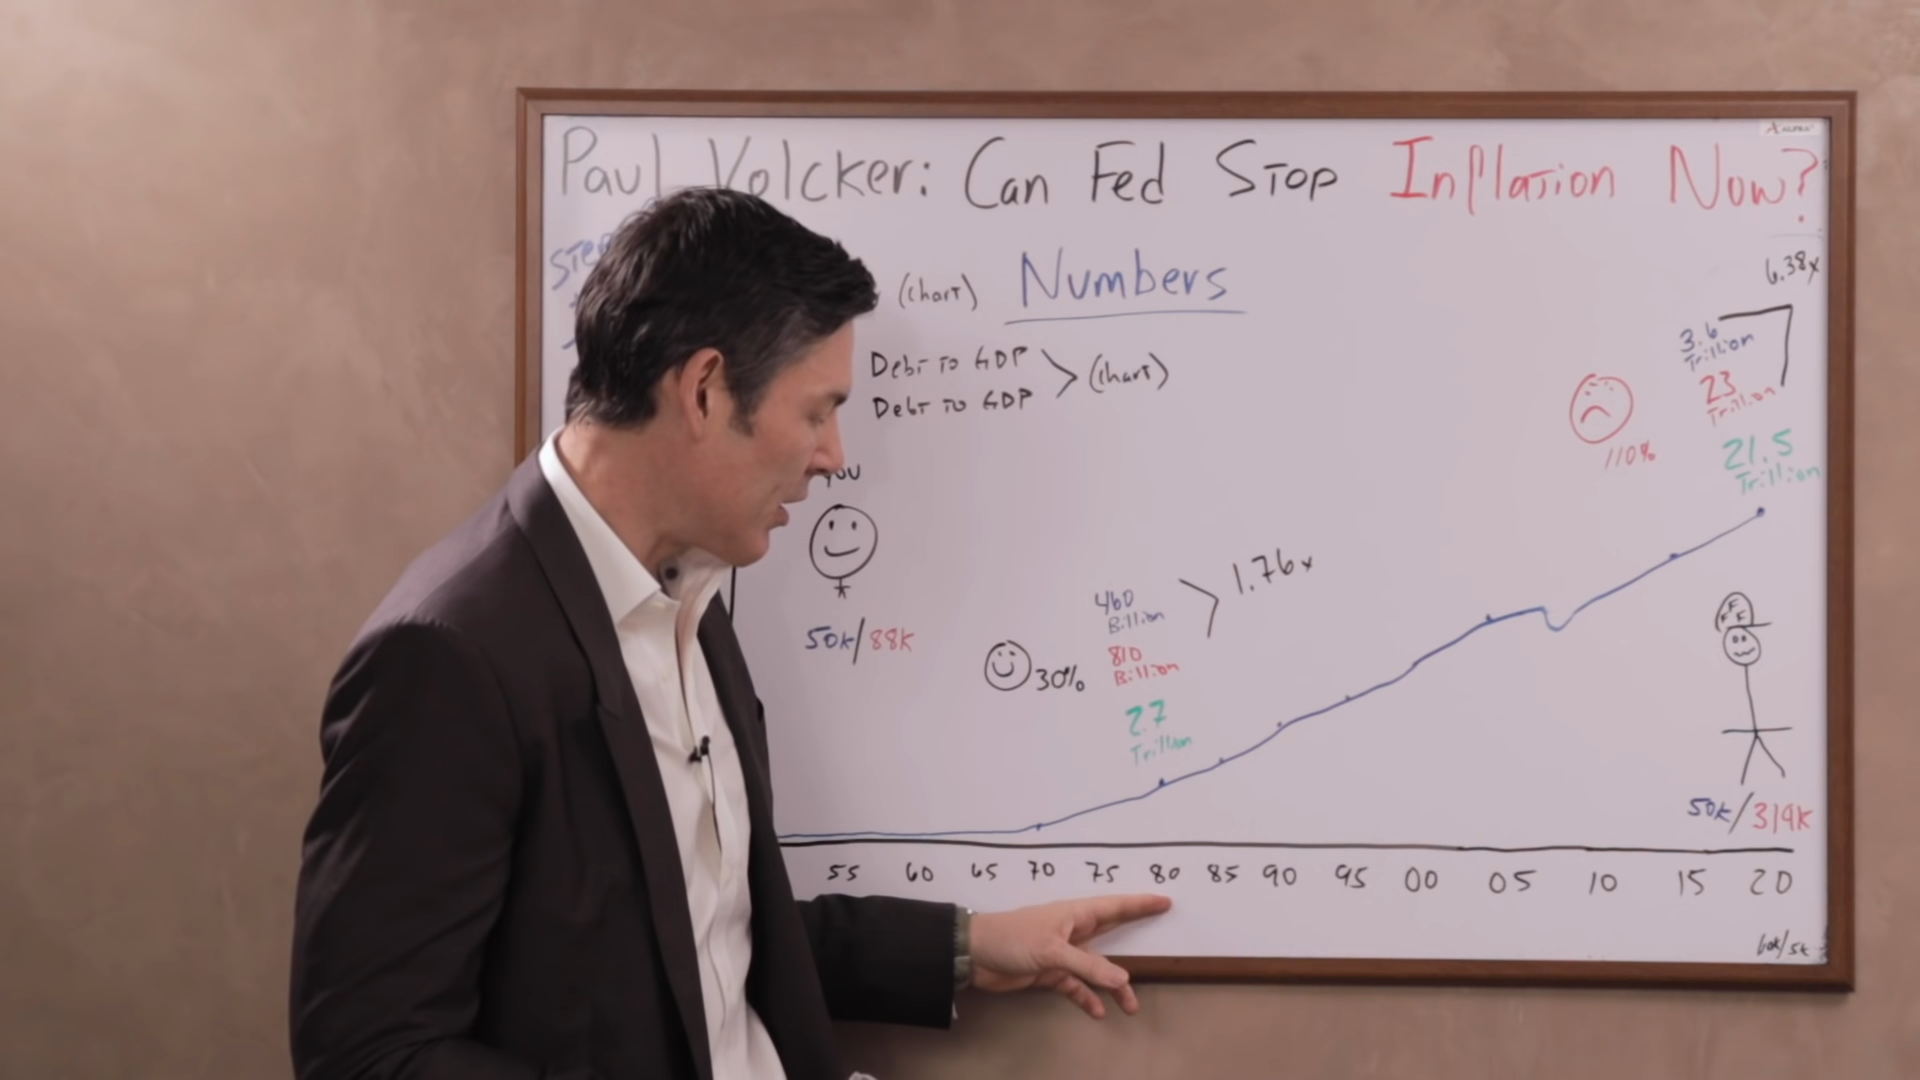 Paul Volcker: Can Fed Stop Inflation Now?
(chart) Numbers
Debt To GDP
Debt To GDP
(chart)
6.38x
3.6
Trillion
23
Trillion
110%
21.5
Trillion
you
50k/88k
460
Billion
1.76x
810
Billion
30%
2.7
Trillion
50k/319k
55 60 65 70 75 80 85 90 95 00 05 10 15 20